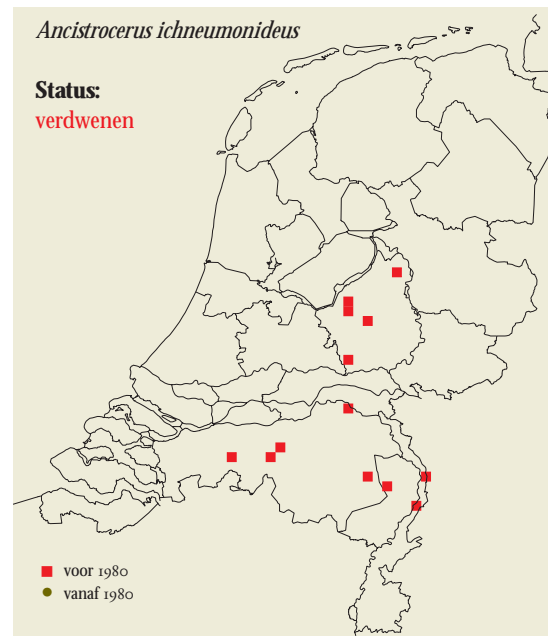 Ancistrocerus ichneumonideus
Status:
verdwenen
voor 1980
vanaf 1980